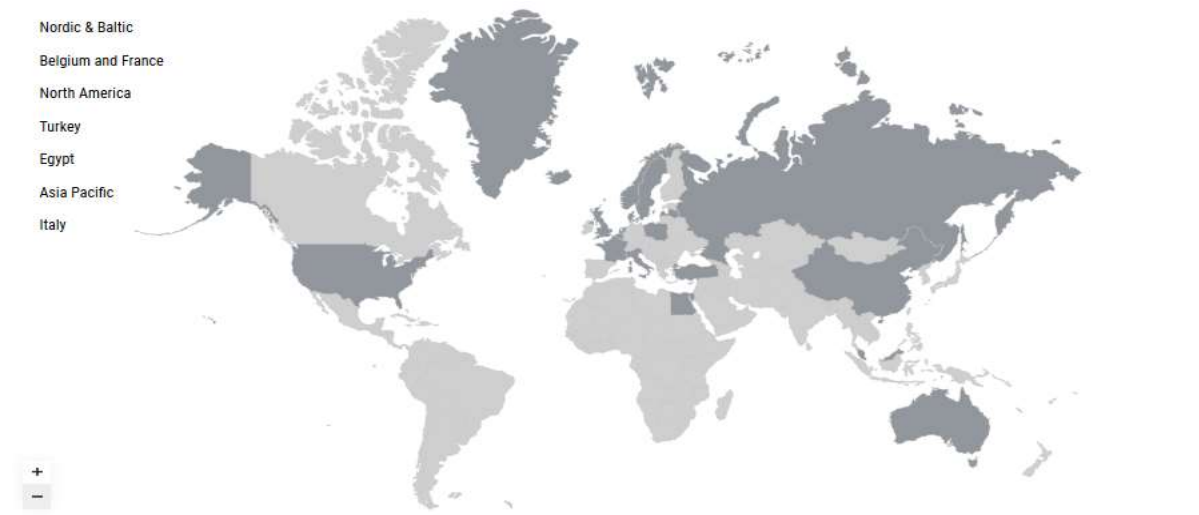 Nordic & Baltic
Belgium and France
North America
Turkey
Egypt
Asia Pacific
Italy
+
−